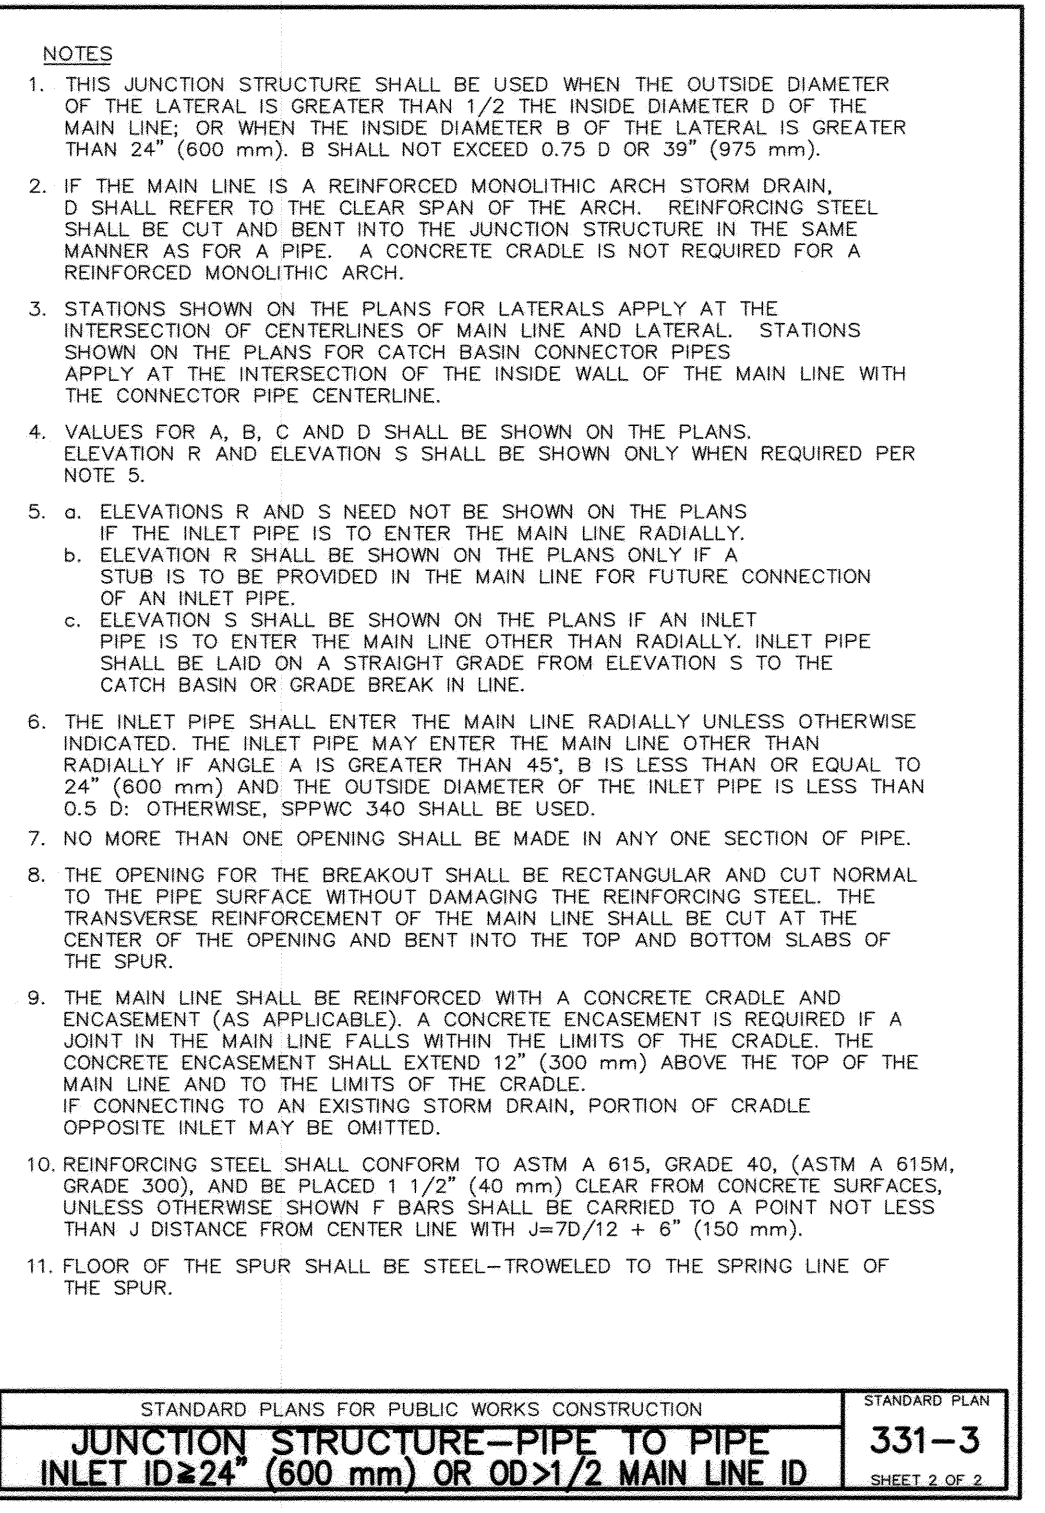 NOTES
1. THIS JUNCTION STRUCTURE SHALL BE USED WHEN THE OUTSIDE DIAMETER
OF THE LATERAL IS GREATER THAN 1/2 THE INSIDE DIAMETER D OF THE
MAIN LINE; OR WHEN THE INSIDE DIAMETER B OF THE LATERAL IS GREATER
THAN 24" (600 mm). B SHALL NOT EXCEED 0.75 D OR 39" (975 mm).
2. IF THE MAIN LINE IS A REINFORCED MONOLITHIC ARCH STORM DRAIN,
D SHALL REFER TO THE CLEAR SPAN OF THE ARCH. REINFORCING STEEL
SHALL BE CUT AND BENT INTO THE JUNCTION STRUCTURE IN THE SAME
MANNER AS FOR A PIPE. A CONCRETE CRADLE IS NOT REQUIRED FOR A
REINFORCED MONOLITHIC ARCH.
3. STATIONS SHOWN ON THE PLANS FOR LATERALS APPLY AT THE
INTERSECTION OF CENTERLINES OF MAIN LINE AND LATERAL. STATIONS
SHOWN ON THE PLANS FOR CATCH BASIN CONNECTOR PIPES
APPLY AT THE INTERSECTION OF THE INSIDE WALL OF THE MAIN LINE WITH
THE CONNECTOR PIPE CENTERLINE.
4. VALUES FOR A, B, C AND D SHALL BE SHOWN ON THE PLANS.
ELEVATION R AND ELEVATION S SHALL BE SHOWN ONLY WHEN REQUIRED PER
NOTE 5.
5. a. ELEVATIONS R AND S NEED NOT BE SHOWN ON THE PLANS
IF THE INLET PIPE IS TO ENTER THE MAIN LINE RADIALLY.
b. ELEVATION R SHALL BE SHOWN ON THE PLANS ONLY IF A
STUB IS TO BE PROVIDED IN THE MAIN LINE FOR FUTURE CONNECTION
OF AN INLET PIPE.
c. ELEVATION S SHALL BE SHOWN ON THE PLANS IF AN INLET
PIPE IS TO ENTER THE MAIN LINE OTHER THAN RADIALLY. INLET PIPE
SHALL BE LAID ON A STRAIGHT GRADE FROM ELEVATION S TO THE
CATCH BASIN OR GRADE BREAK IN LINE.
6. THE INLET PIPE SHALL ENTER THE MAIN LINE RADIALLY UNLESS OTHERWISE
INDICATED. THE INLET PIPE MAY ENTER THE MAIN LINE OTHER THAN
RADIALLY IF ANGLE A IS GREATER THAN 45°, B IS LESS THAN OR EQUAL TO
24" (600 mm) AND THE OUTSIDE DIAMETER OF THE INLET PIPE IS LESS THAN
0.5 D: OTHERWISE, SPPWC 340 SHALL BE USED.
7. NO MORE THAN ONE OPENING SHALL BE MADE IN ANY ONE SECTION OF PIPE.
8. THE OPENING FOR THE BREAKOUT SHALL BE RECTANGULAR AND CUT NORMAL
TO THE PIPE SURFACE WITHOUT DAMAGING THE REINFORCING STEEL. THE
TRANSVERSE REINFORCEMENT OF THE MAIN LINE SHALL BE CUT AT THE
CENTER OF THE OPENING AND BENT INTO THE TOP AND BOTTOM SLABS OF
THE SPUR.
9. THE MAIN LINE SHALL BE REINFORCED WITH A CONCRETE CRADLE AND
ENCASEMENT (AS APPLICABLE). A CONCRETE ENCASEMENT IS REQUIRED IF A
JOINT IN THE MAIN LINE FALLS WITHIN THE LIMITS OF THE CRADLE. THE
CONCRETE ENCASEMENT SHALL EXTEND 12" (300 mm) ABOVE THE TOP OF THE
MAIN LINE AND TO THE LIMITS OF THE CRADLE.
IF CONNECTING TO AN EXISTING STORM DRAIN, PORTION OF CRADLE
OPPOSITE INLET MAY BE OMITTED.
10. REINFORCING STEEL SHALL CONFORM TO ASTM A 615, GRADE 40, (ASTM A 615M,
GRADE 300), AND BE PLACED 1 1/2" (40 mm) CLEAR FROM CONCRETE SURFACES,
UNLESS OTHERWISE SHOWN F BARS SHALL BE CARRIED TO A POINT NOT LESS
THAN J DISTANCE FROM CENTER LINE WITH J=7D/12 + 6" (150 mm).
11. FLOOR OF THE SPUR SHALL BE STEEL-TROWELED TO THE SPRING LINE OF
THE SPUR.
STANDARD PLANS FOR PUBLIC WORKS CONSTRUCTION
JUNCTION STRUCTURE-PIPE TO PIPE
INLET ID≥24" (600 mm) OR OD>1/2 MAIN LINE ID
STANDARD PLAN
331-3
SHEET 2 OF 2